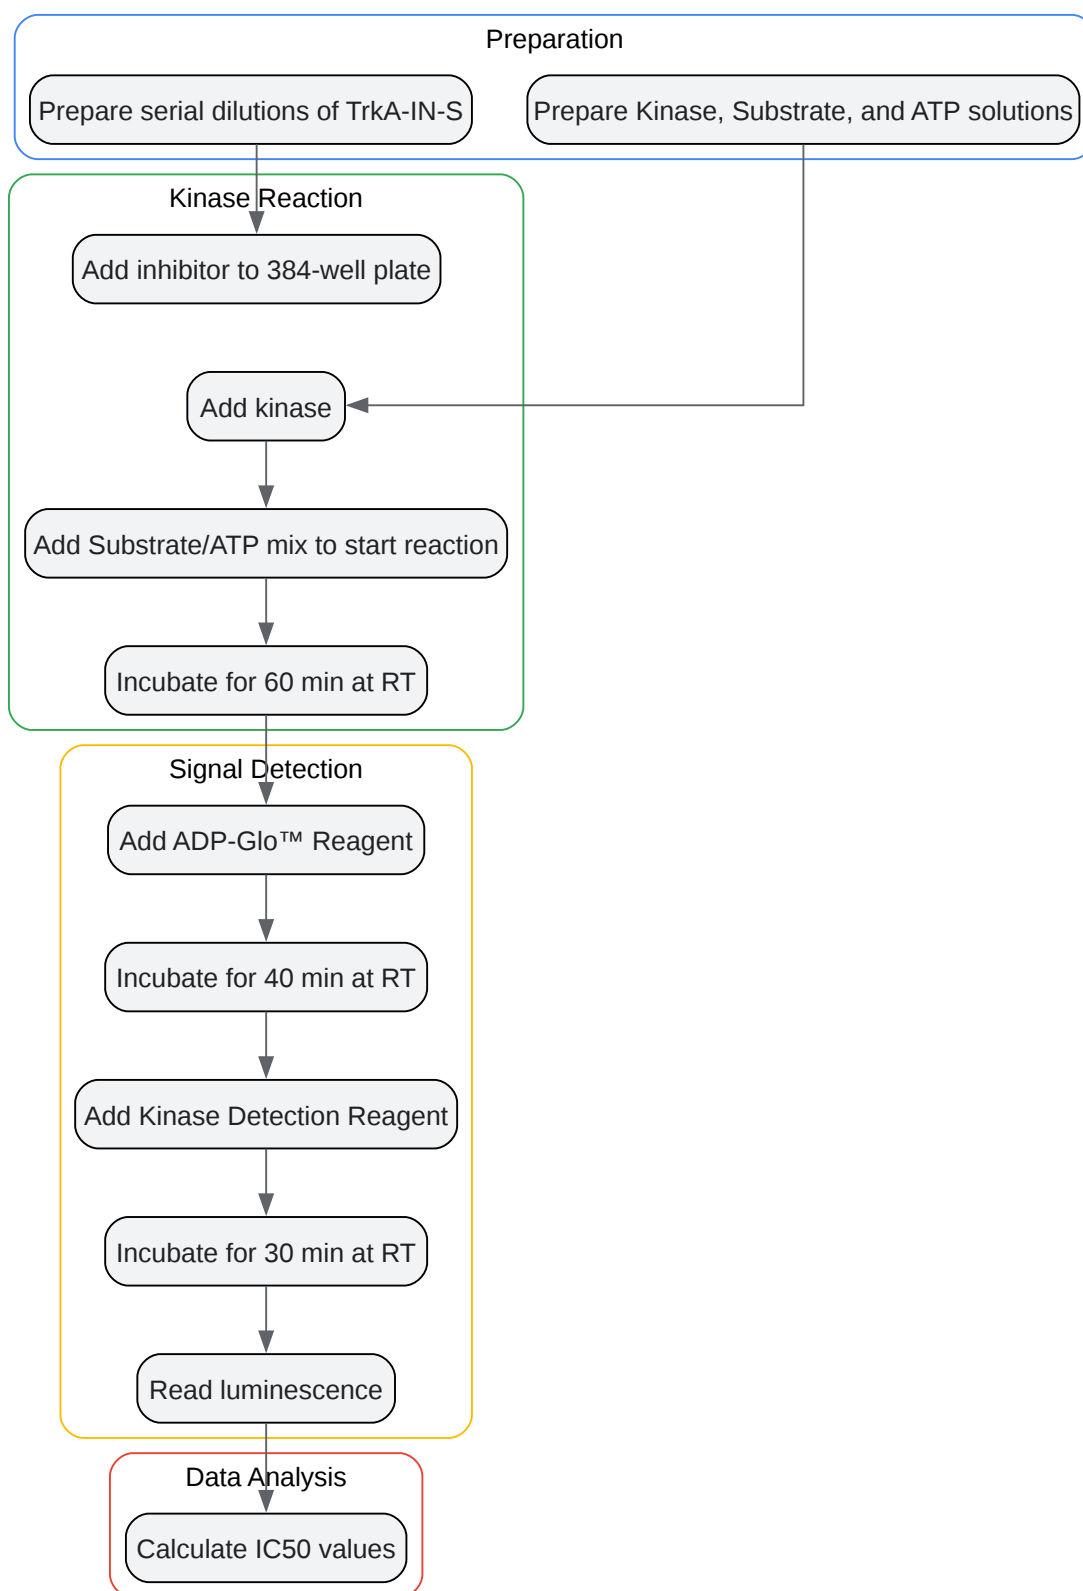 Preparation
Prepare serial dilutions of TrkA-IN-S
Prepare Kinase, Substrate, and ATP solutions
Kinase Reaction
Add inhibitor to 384-well plate
Add kinase
Add Substrate/ATP mix to start reaction
Incubate for 60 min at RT
Signal Detection
Add ADP-Glo™ Reagent
Incubate for 40 min at RT
Add Kinase Detection Reagent
Incubate for 30 min at RT
Read luminescence
Data Analysis
Calculate IC50 values